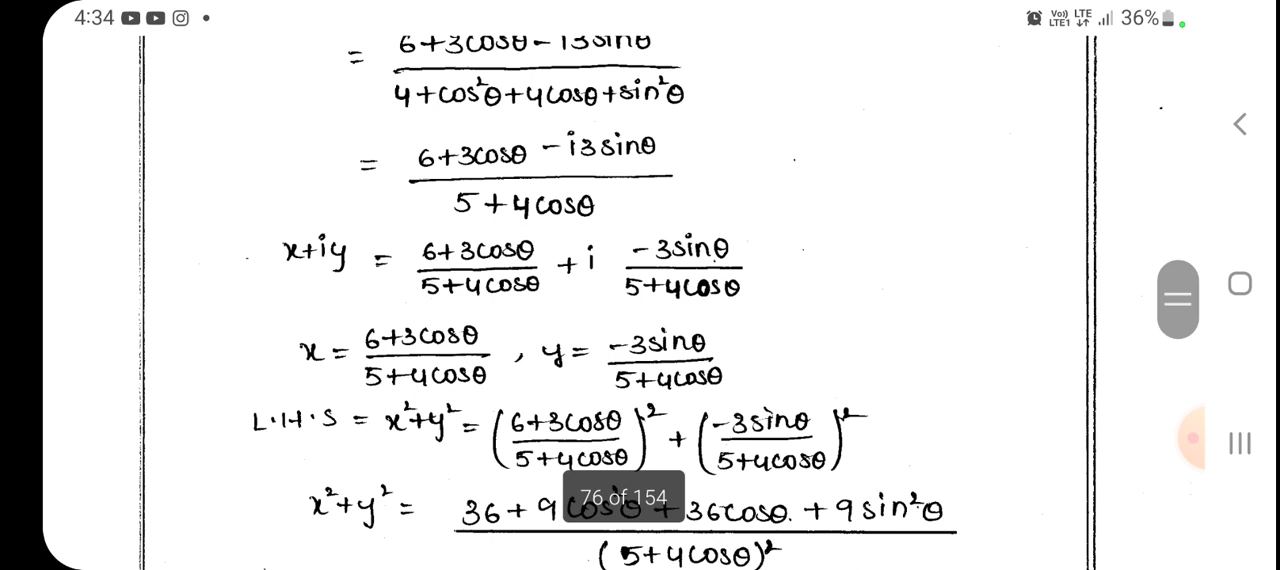 4:34
Vo)) LTE LTE1 36%
= 6+3cosθ-i3sinθ / 4+cos²θ+4cosθ+sin²θ
= 6+3cosθ-i3sinθ / 5+4cosθ
x+iy = 6+3cosθ / 5+4cosθ + i -3sinθ / 5+4cosθ
x = 6+3cosθ / 5+4cosθ , y = -3sinθ / 5+4cosθ
L.H.S = x²+y² = (6+3cosθ / 5+4cosθ)² + (-3sinθ / 5+4cosθ)²
76 of 154
x²+y² = 36+9cos²θ+36cosθ.+9sin²θ / (5+4cosθ)²